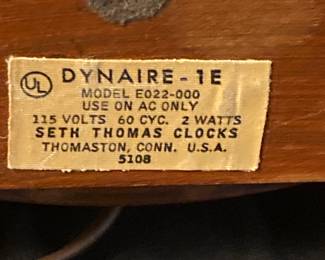 UL DYNAIRE - 1E
MODEL E022-000
USE ON AC ONLY
115 VOLTS 60 CYC. 2 WATTS
SETH THOMAS CLOCKS
THOMASTON, CONN. U.S.A.
5108